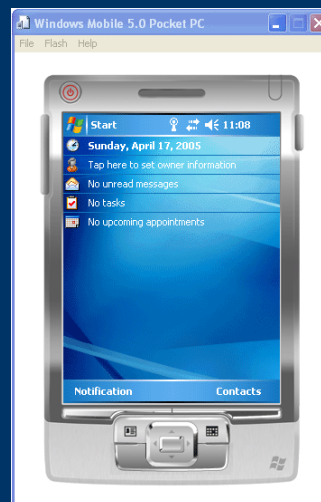 Windows Mobile 5.0 Pocket PC
File Flash Help
Start 11:08
Sunday, April 17, 2005
Tap here to set owner information
No unread messages
No tasks
No upcoming appointments
Notification Contacts